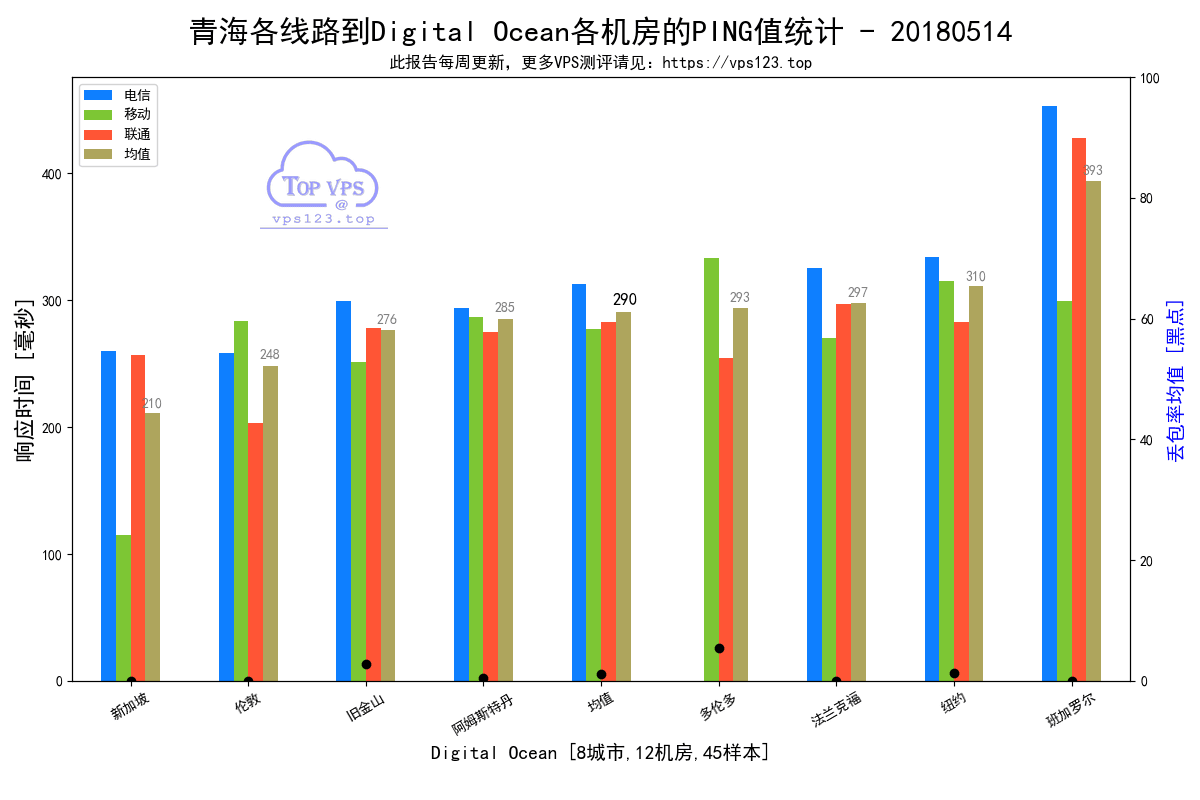 青海各线路到Digital Ocean各机房的PING值统计 - 20180514
此报告每周更新，更多VPS测评请见：https://vps123.top
电信
移动
联通
均值
TOP VPS
@
vps123.top
响应时间 [毫秒]
400
300
200
100
0
210
248
276
285
290
293
297
310
393
100
80
60
40
20
0
丢包率均值 [黑点]
新加坡
伦敦
旧金山
阿姆斯特丹
均值
多伦多
法兰克福
纽约
班加罗尔
Digital Ocean [8城市,12机房,45样本]